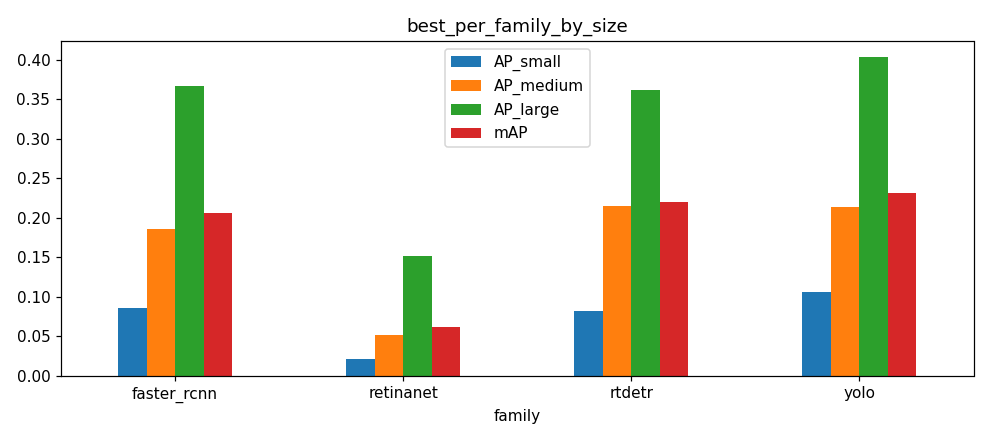 best_per_family_by_size
AP_small
AP_medium
AP_large
mAP
0.40
0.35
0.30
0.25
0.20
0.15
0.10
0.05
0.00
faster_rcnn retinanet rtdetr yolo
family